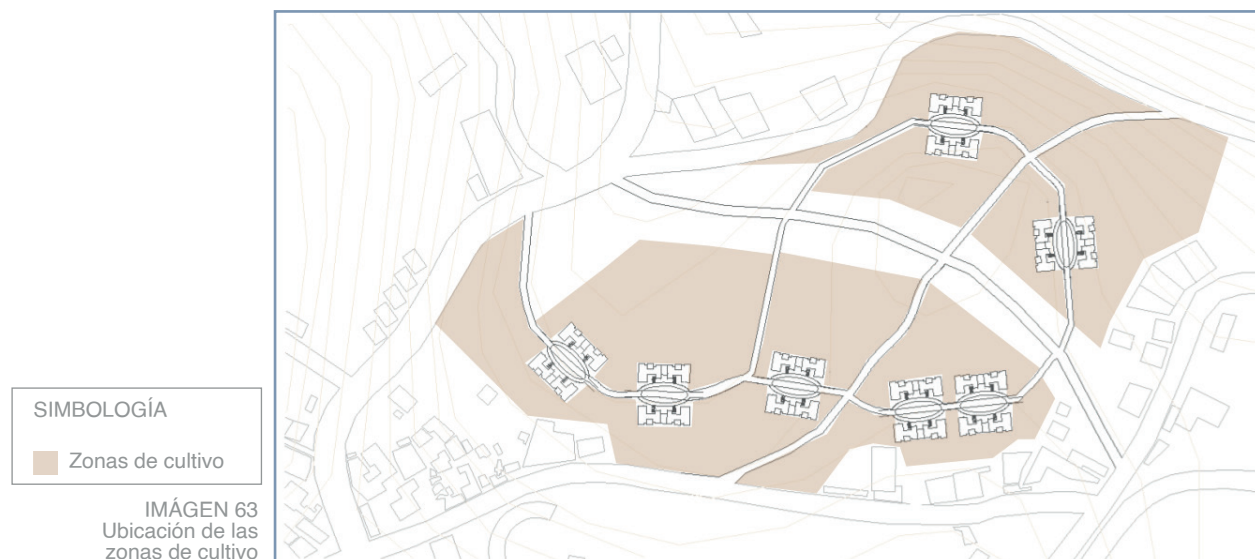 SIMBOLOGÍA
Zonas de cultivo
IMÁGEN 63
Ubicación de las
zonas de cultivo